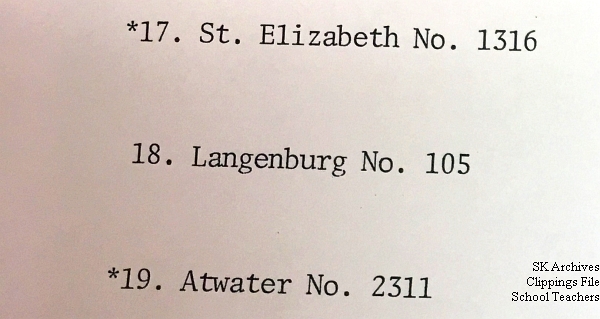 *17. St. Elizabeth No. 1316
18. Langenburg No. 105
*19. Atwater No. 2311
SK Archives
Clippings File
School Teachers